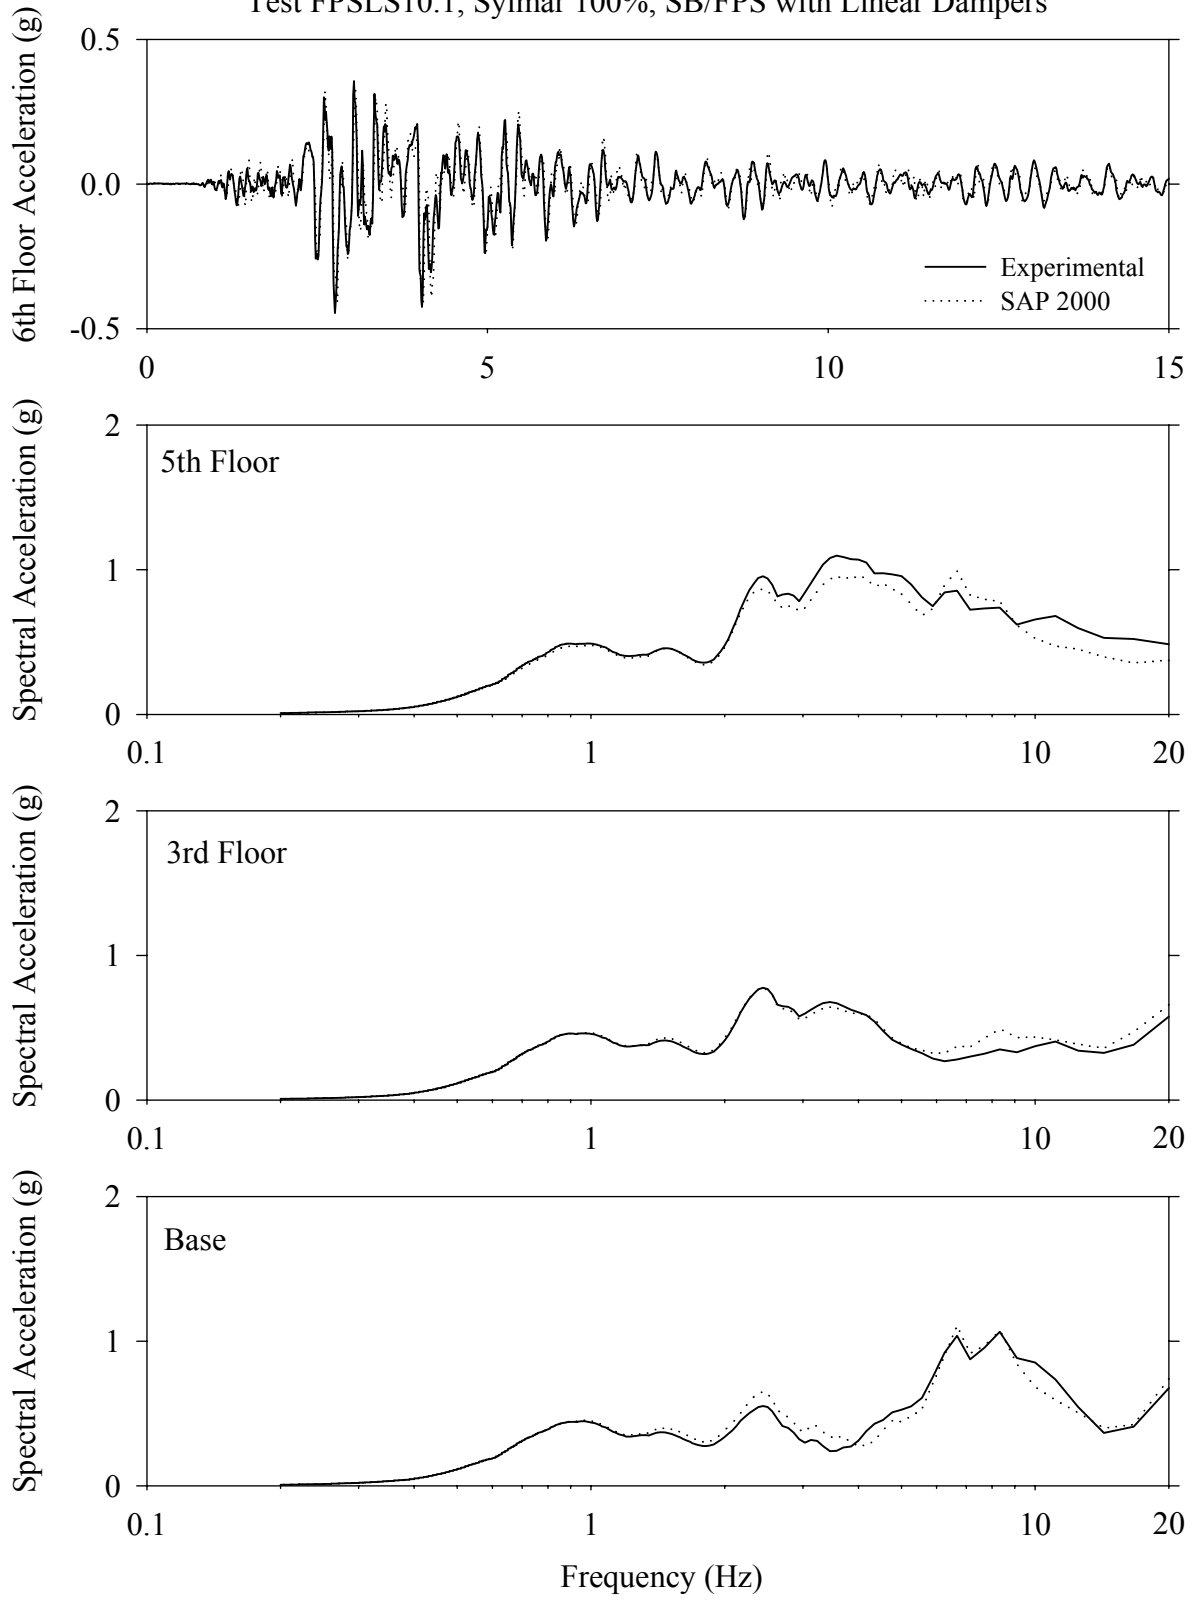 Test FPSLS10.1, Sylmar 100%, SB/FPS with Linear Dampers
6th Floor Acceleration (g)
0.5
0.0
-0.5
Experimental
SAP 2000
0 5 10 15
Spectral Acceleration (g)
5th Floor
2
1
0
0.1 1 10 20
Spectral Acceleration (g)
3rd Floor
2
1
0
0.1 1 10 20
Spectral Acceleration (g)
Base
2
1
0
0.1 1 10 20
Frequency (Hz)